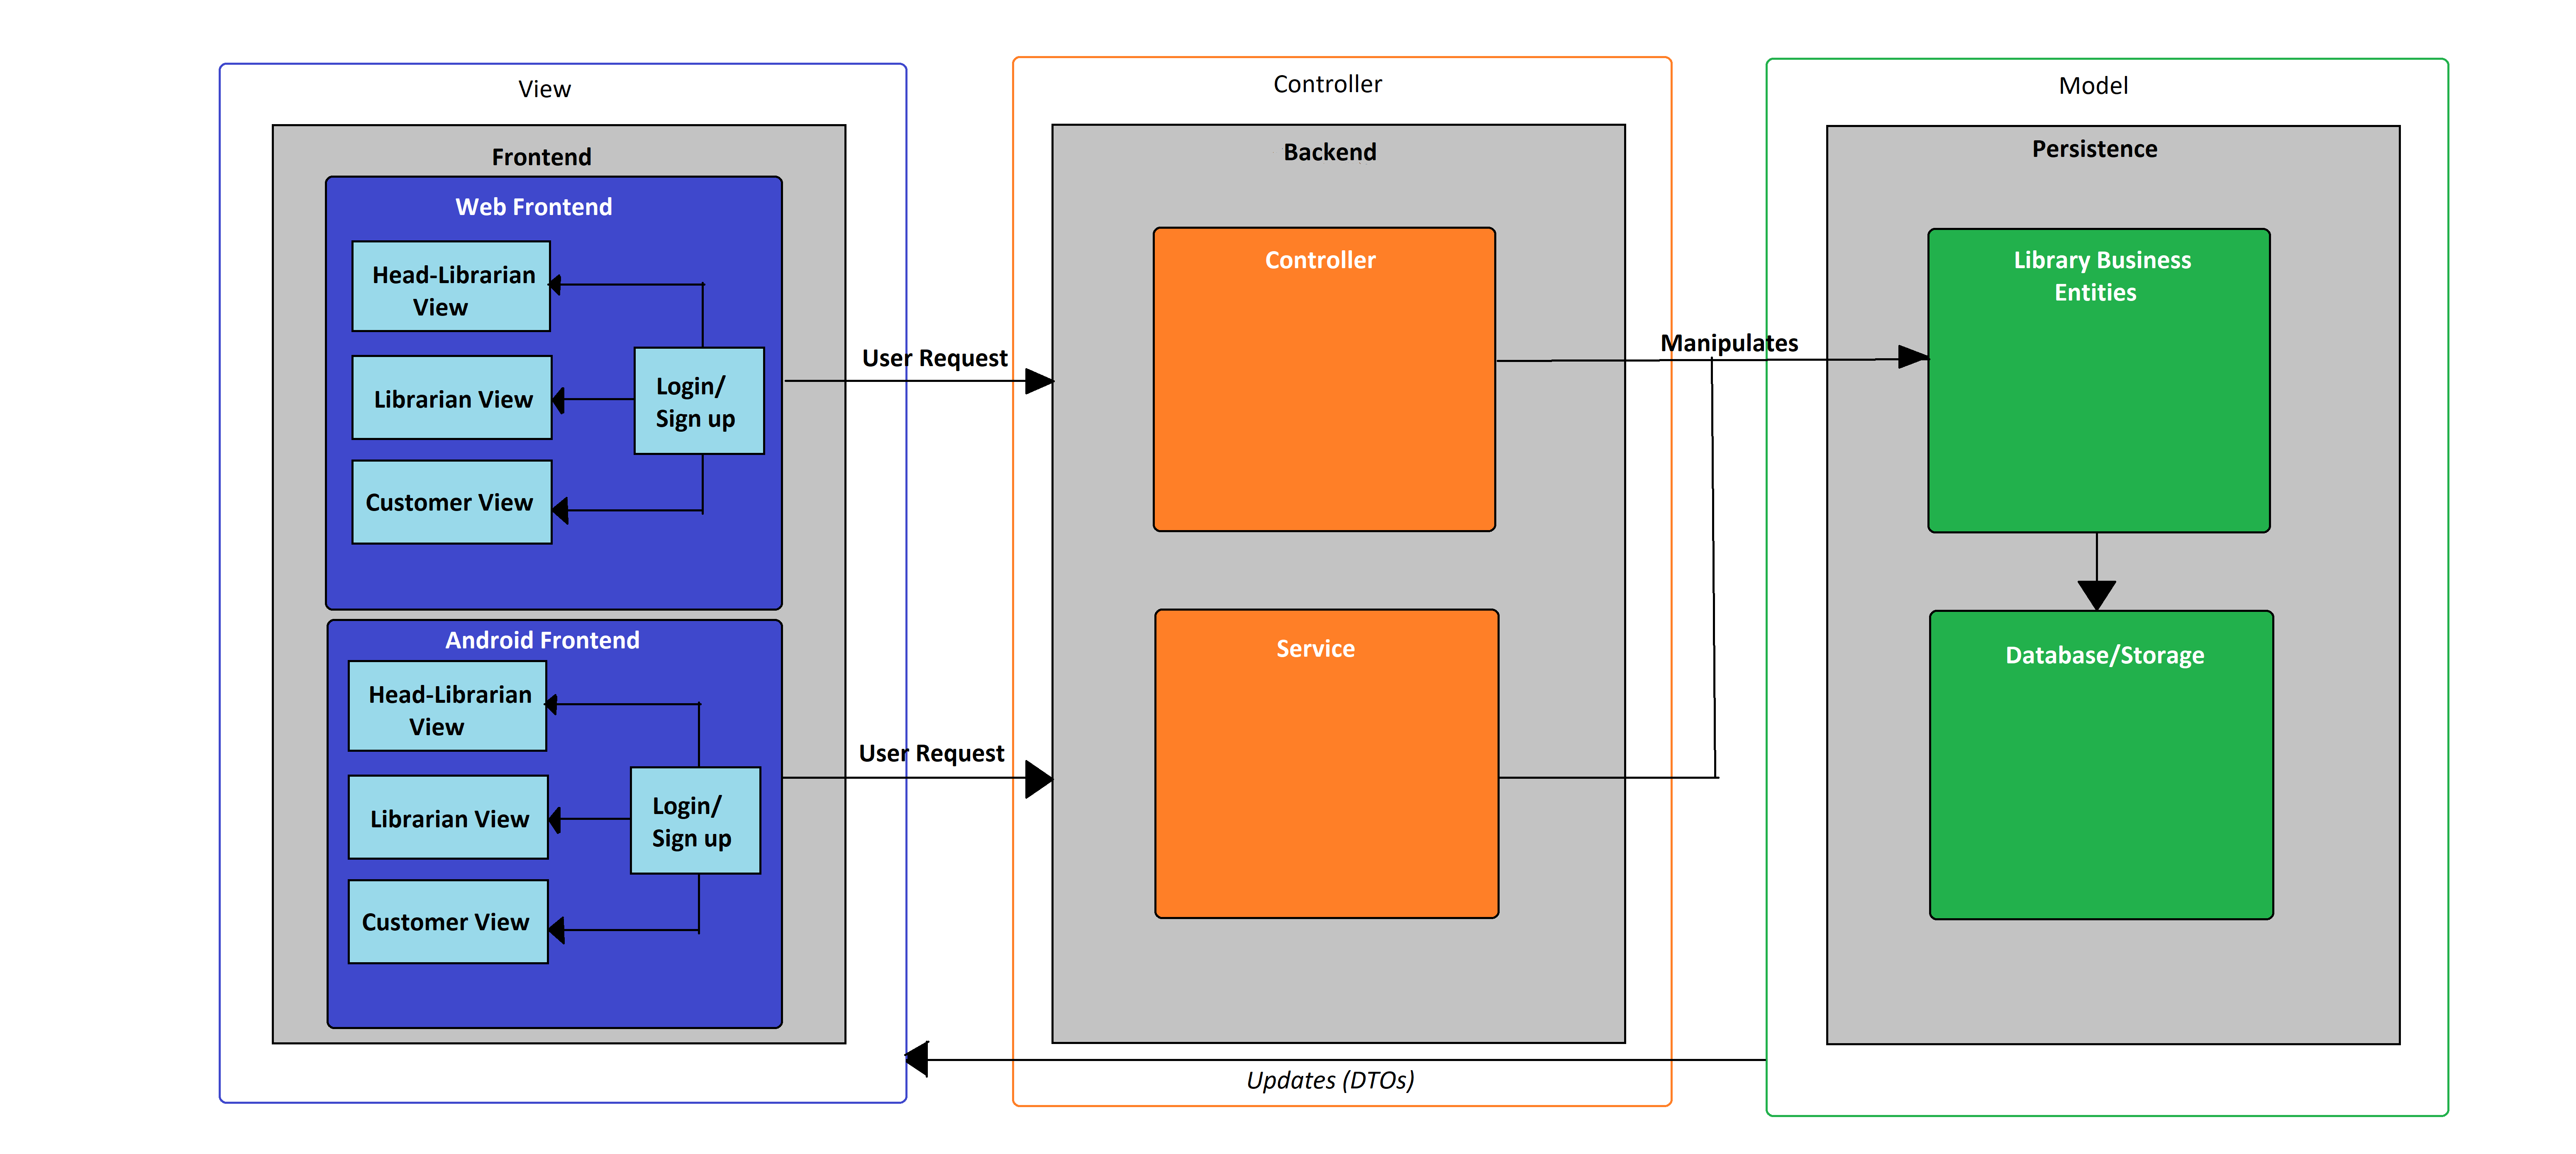 View
Frontend
Web Frontend
Head-Librarian
View
Librarian View
Customer View
Login/
Sign up
Android Frontend
Head-Librarian
View
Librarian View
Customer View
Login/
Sign up
User Request
User Request
Controller
Backend
Controller
Service
Manipulates
Updates (DTOs)
Model
Persistence
Library Business
Entities
Database/Storage